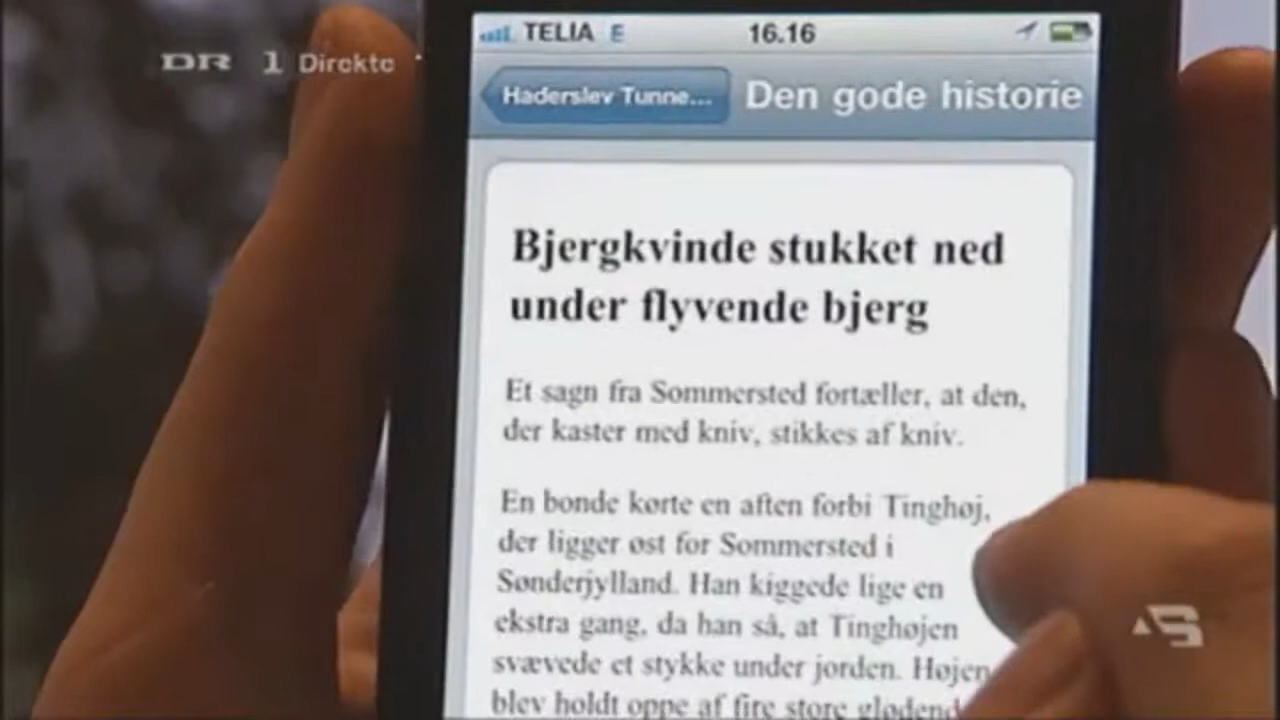 DR 1 Direkte
TELIA E 16.16
Haderslev Tunne... Den gode historie
Bjergkvinde stukket ned
under flyvende bjerg
Et sagn fra Sommersted fortæller, at den,
der kaster med kniv, stikkes af kniv.
En bonde kørte en aften forbi Tinghøj,
der ligger øst for Sommersted i
Sønderjylland. Han kiggede lige en
ekstra gang, da han så, at Tinghøjen
svævede et stykke under jorden. Højen
blev holdt oppe af fire store glødend